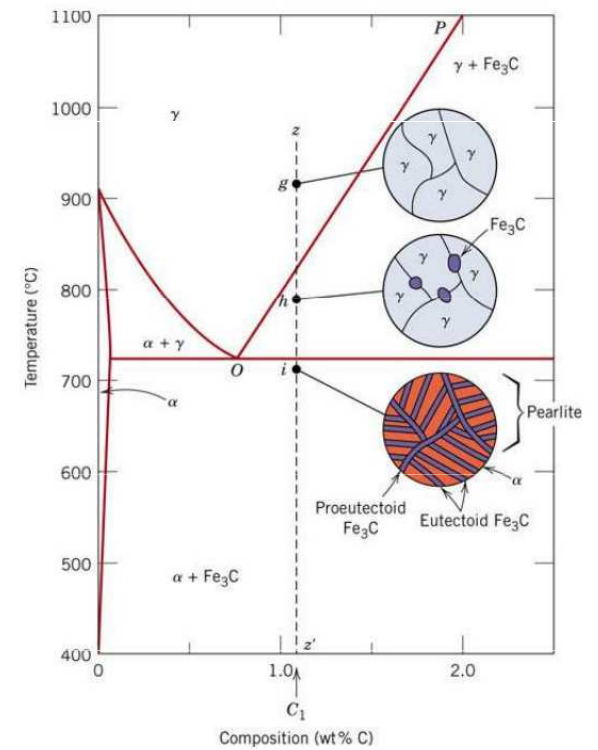 1100
P
γ + Fe₃C
1000
γ
z
γ
γ
γ
γ
g
900
Fe₃C
γ
γ
γ
γ
800
h
α + γ
O
i
700
α
Pearlite
600
α
Proeutectoid
Fe₃C
Eutectoid Fe₃C
500
α + Fe₃C
400
z'
0
1.0
2.0
C₁
Temperature (°C)
Composition (wt% C)